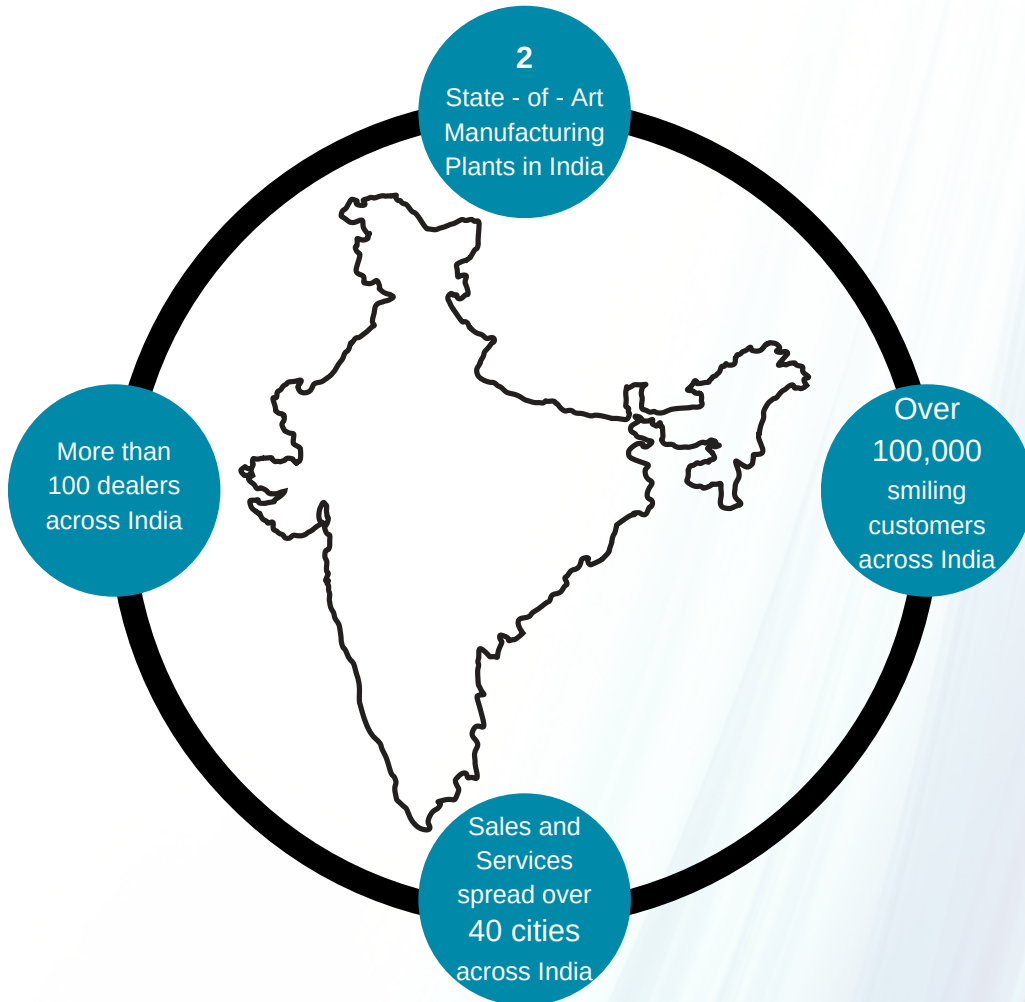 2
State - of - Art
Manufacturing
Plants in India
More than
100 dealers
across India
Over
100,000
smiling
customers
across India
Sales and
Services
spread over
40 cities
across India